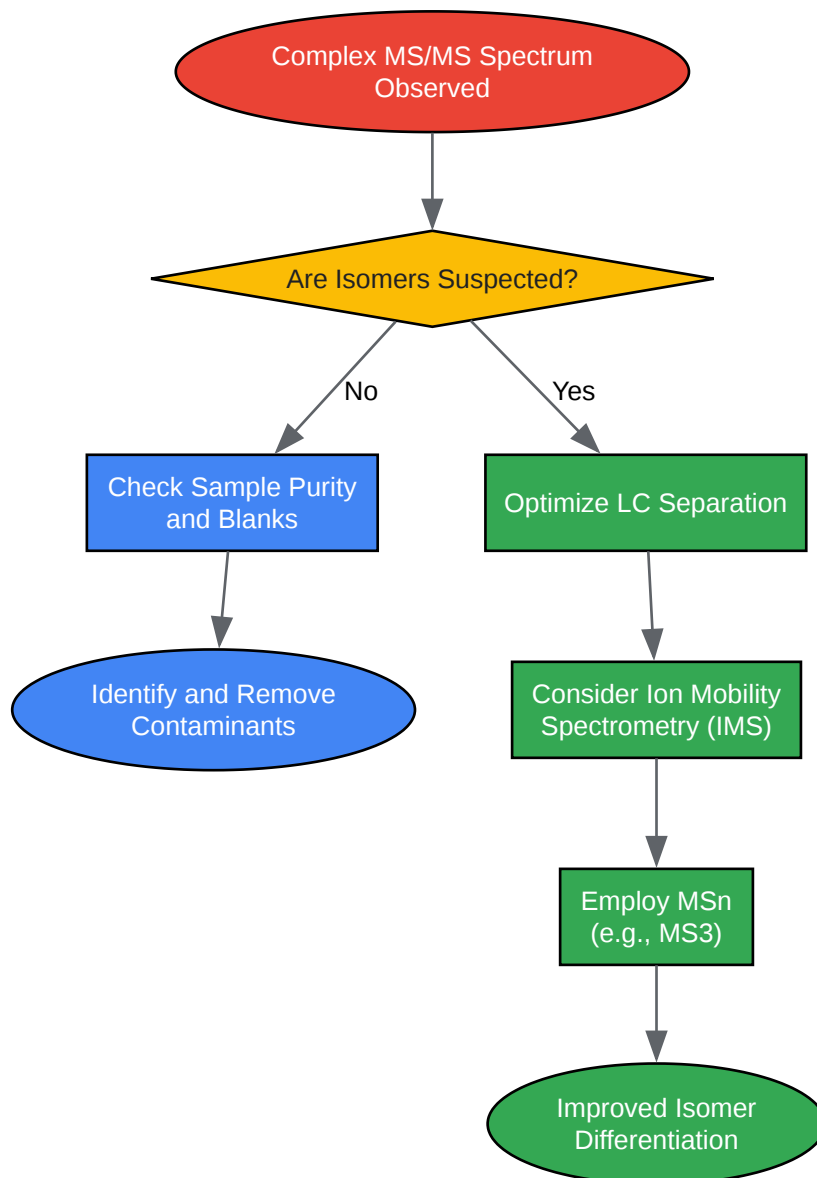 Complex MS/MS Spectrum
Observed
Are Isomers Suspected?
No
Yes
Check Sample Purity
and Blanks
Optimize LC Separation
Identify and Remove
Contaminants
Consider Ion Mobility
Spectrometry (IMS)
Employ MSn
(e.g., MS3)
Improved Isomer
Differentiation